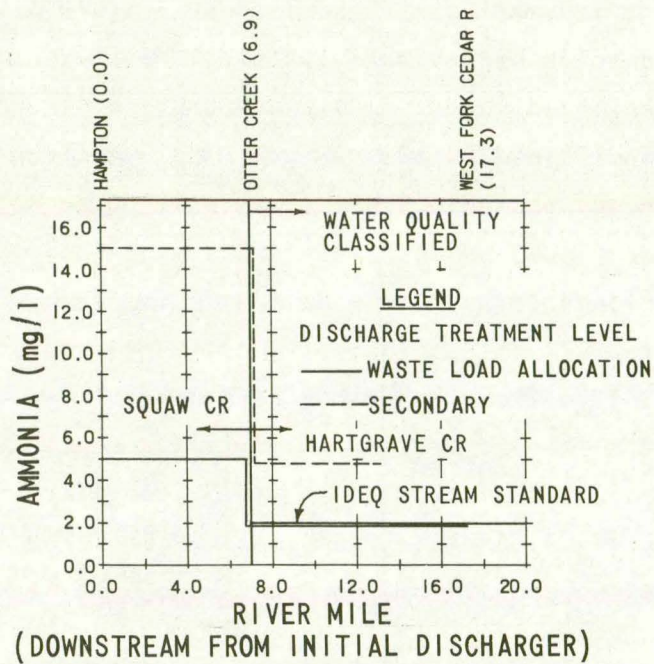 HAMPTON (0.0)
OTTER CREEK (6.9)
WEST FORK CEDAR R
(17.3)
WATER QUALITY
CLASSIFIED
LEGEND
DISCHARGE TREATMENT LEVEL
WASTE LOAD ALLOCATION
SECONDARY
SQUAW CR
HARTGRAVE CR
IDEQ STREAM STANDARD
AMMONIA (mg/l)
16.0
14.0
12.0
10.0
8.0
6.0
4.0
2.0
0.0
0.0 4.0 8.0 12.0 16.0 20.0
RIVER MILE
(DOWNSTREAM FROM INITIAL DISCHARGER)